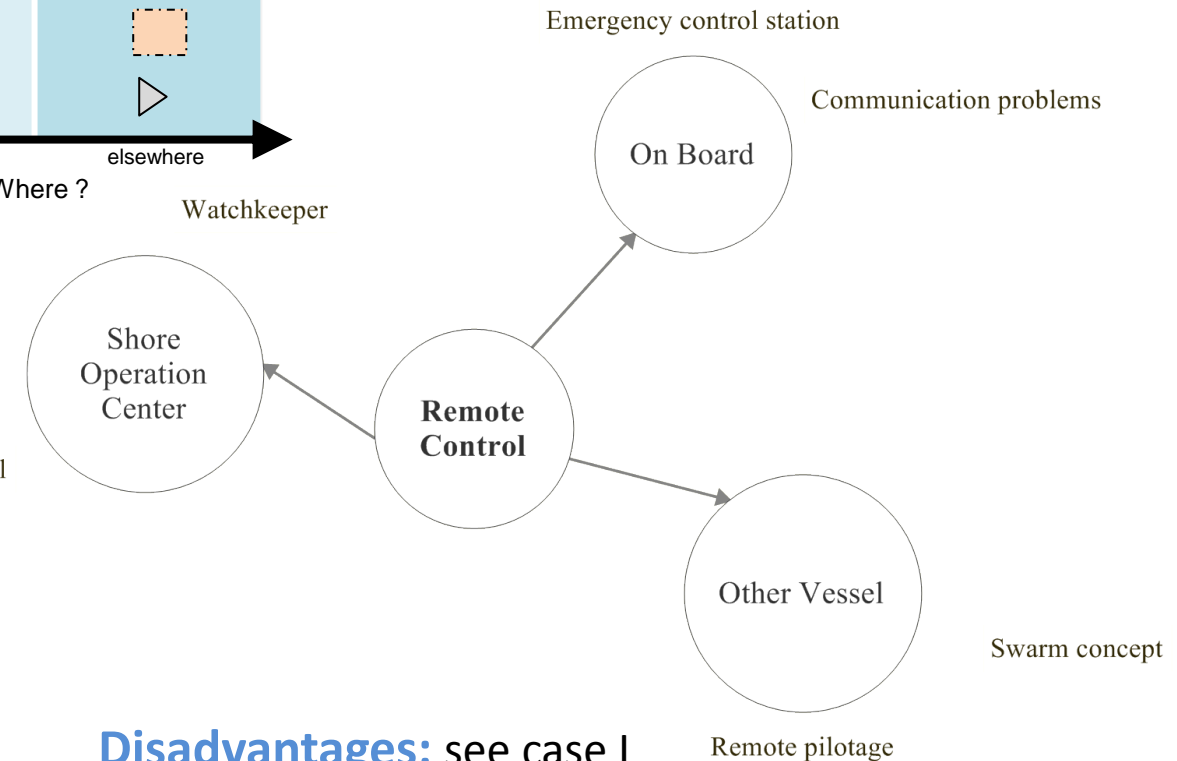 Emergency control station
Communication problems
On Board
elsewhere
Where ?
Watchkeeper
Shore
Operation
Center
Remote
Control
Other Vessel
Swarm concept
Disadvantages: see case I
Remote pilotage